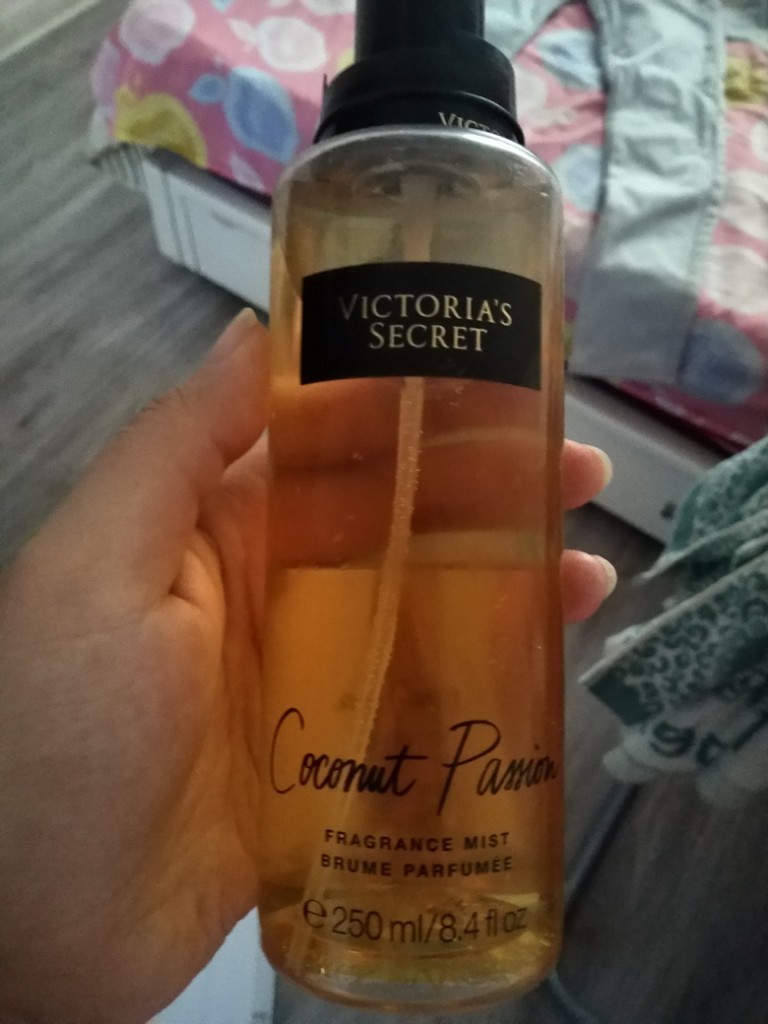 VICTORIA'S
SECRET
Coconut Passion
FRAGRANCE MIST
BRUME PARFUMÉE
e 250 ml/8.4 fl oz